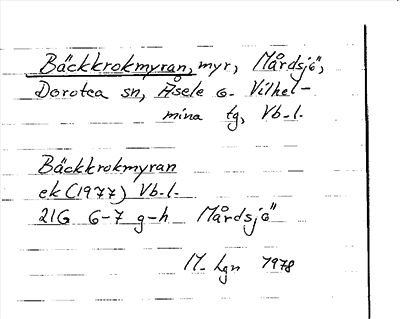 Bäckkrokmyran, myr, Mårdsjö,
Dorotea sn, Åsele o. Vilhel-
mina tg, Vb-l.
Bäckkrokmyran
ek (1977) Vb-l.
21G 6-7 g-h Mårdsjö
M. Lgn 1978